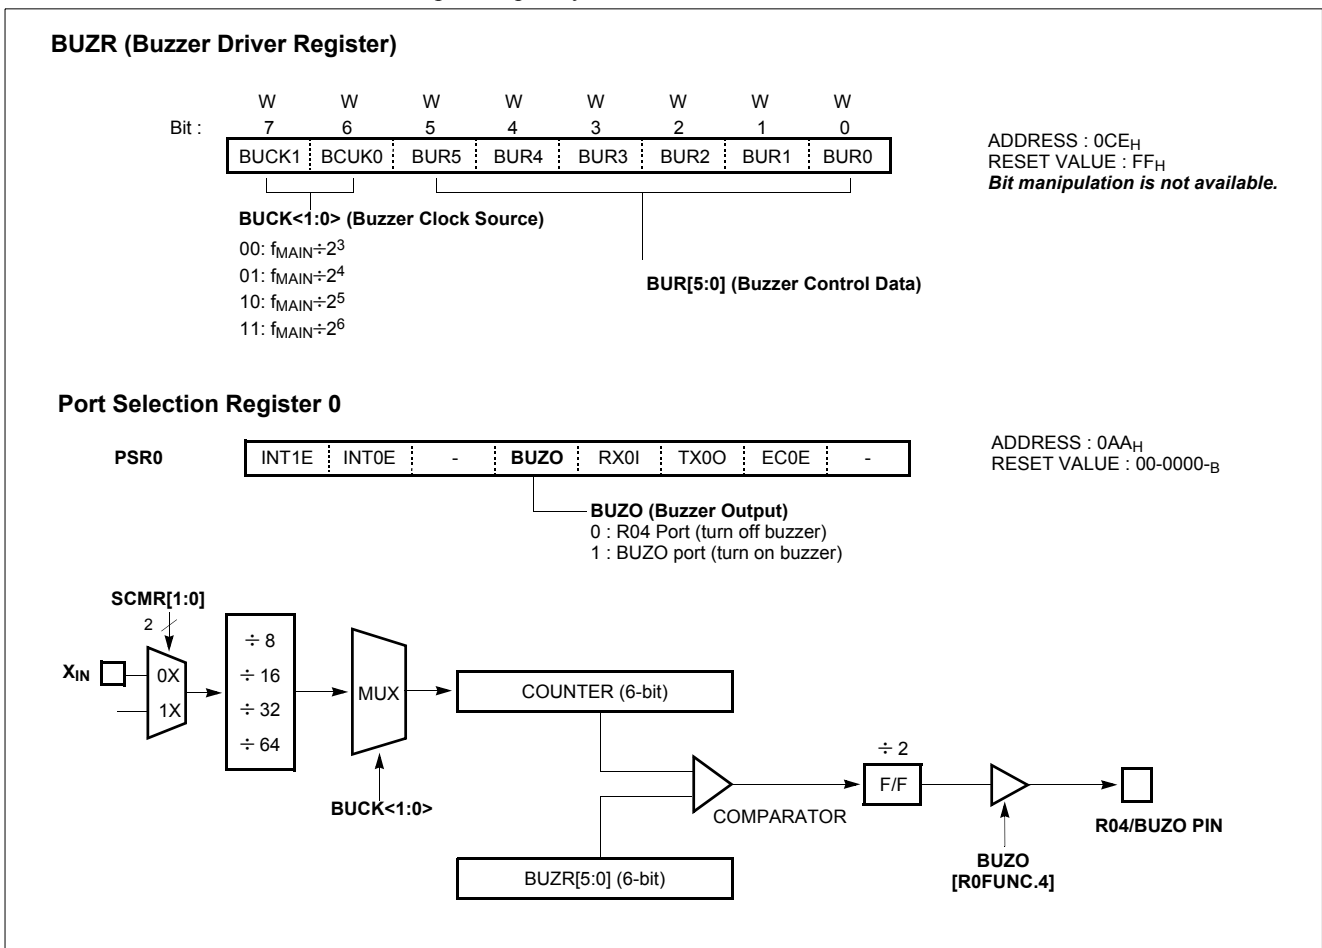 BUZR (Buzzer Driver Register)
W W W W W W W W
Bit : 7 6 5 4 3 2 1 0
BUCK1 BCUK0 BUR5 BUR4 BUR3 BUR2 BUR1 BUR0
ADDRESS : 0CEH
RESET VALUE : FFH
Bit manipulation is not available.
BUCK<1:0> (Buzzer Clock Source)
00: fMAIN÷2³
01: fMAIN÷2⁴
10: fMAIN÷2⁵
11: fMAIN÷2⁶
BUR[5:0] (Buzzer Control Data)
Port Selection Register 0
PSR0 INT1E INT0E - BUZO RX0I TX0O EC0E -
ADDRESS : 0AAH
RESET VALUE : 00-0000-B
BUZO (Buzzer Output)
0 : R04 Port (turn off buzzer)
1 : BUZO port (turn on buzzer)
SCMR[1:0]
2
XIN
0X
1X
÷ 8
÷ 16
÷ 32
÷ 64
MUX
BUCK<1:0>
COUNTER (6-bit)
COMPARATOR
BUZR[5:0] (6-bit)
÷ 2
F/F
BUZO
[R0FUNC.4]
R04/BUZO PIN